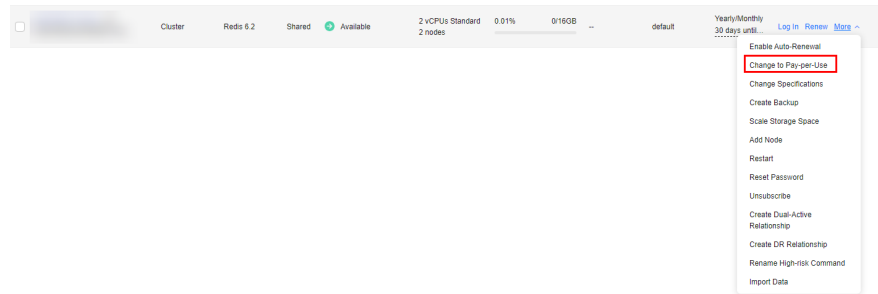 Cluster Redis 6.2 Shared Available 2 vCPUs Standard 0.01% 0/16GB -- default Yearly/Monthly Log In Renew More
2 nodes 30 days until...
Enable Auto-Renewal
Change to Pay-per-Use
Change Specifications
Create Backup
Scale Storage Space
Add Node
Restart
Reset Password
Unsubscribe
Create Dual-Active
Relationship
Create DR Relationship
Rename High-risk Command
Import Data